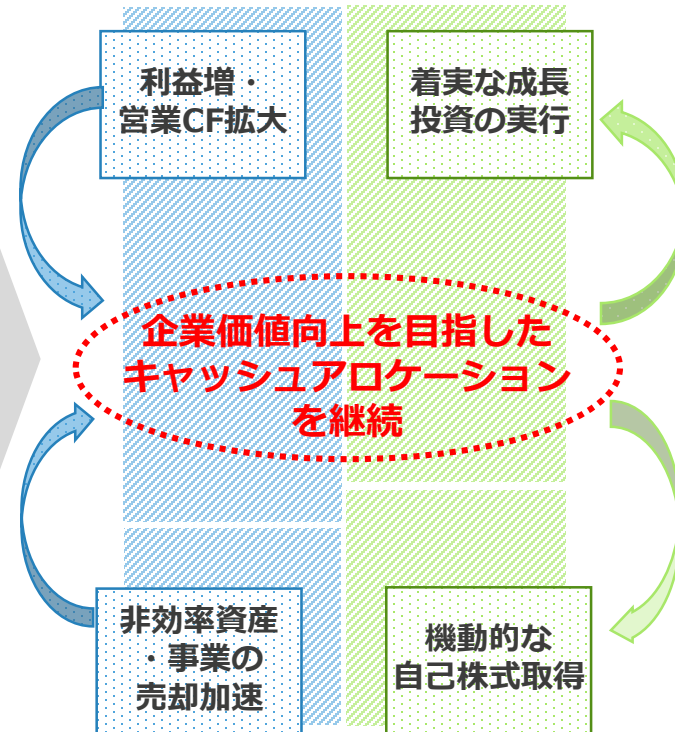 利益増・
営業CF拡大
着実な成長
投資の実行
企業価値向上を目指した
キャッシュアロケーション
を継続
非効率資産
・事業の
売却加速
機動的な
自己株式取得